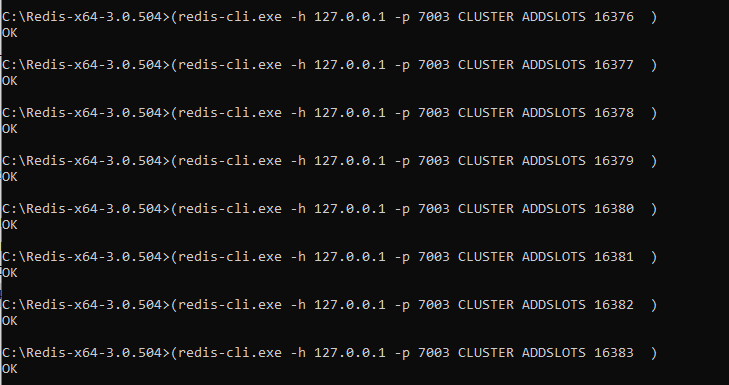 C:\Redis-x64-3.0.504>(redis-cli.exe -h 127.0.0.1 -p 7003 CLUSTER ADDSLOTS 16376  )
OK
C:\Redis-x64-3.0.504>(redis-cli.exe -h 127.0.0.1 -p 7003 CLUSTER ADDSLOTS 16377  )
OK
C:\Redis-x64-3.0.504>(redis-cli.exe -h 127.0.0.1 -p 7003 CLUSTER ADDSLOTS 16378  )
OK
C:\Redis-x64-3.0.504>(redis-cli.exe -h 127.0.0.1 -p 7003 CLUSTER ADDSLOTS 16379  )
OK
C:\Redis-x64-3.0.504>(redis-cli.exe -h 127.0.0.1 -p 7003 CLUSTER ADDSLOTS 16380  )
OK
C:\Redis-x64-3.0.504>(redis-cli.exe -h 127.0.0.1 -p 7003 CLUSTER ADDSLOTS 16381  )
OK
C:\Redis-x64-3.0.504>(redis-cli.exe -h 127.0.0.1 -p 7003 CLUSTER ADDSLOTS 16382  )
OK
C:\Redis-x64-3.0.504>(redis-cli.exe -h 127.0.0.1 -p 7003 CLUSTER ADDSLOTS 16383  )
OK